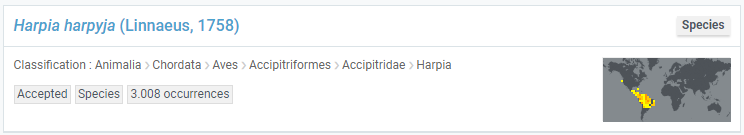 Harpia harpyja (Linnaeus, 1758)
Species
Classification : Animalia > Chordata > Aves > Accipitriformes > Accipitridae > Harpia
Accepted Species 3.008 occurrences